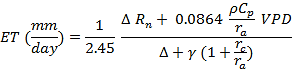 ET (mm/day) = 1/2.45 (Δ R_n + 0.0864 (ρC_p/r_a) VPD)/(Δ + γ (1 + r_c/r_a))